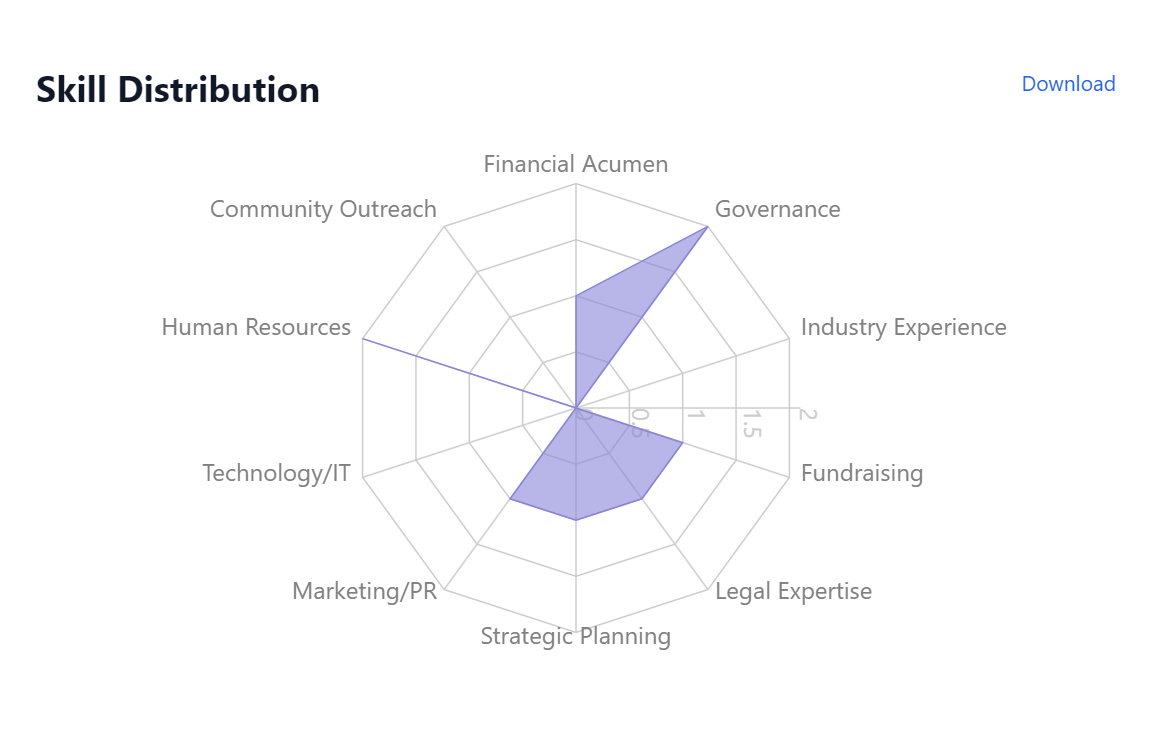 Skill Distribution
Download
Financial Acumen
Community Outreach
Governance
Human Resources
Industry Experience
0
0.5
1
1.5
2
Technology/IT
Fundraising
Marketing/PR
Legal Expertise
Strategic Planning